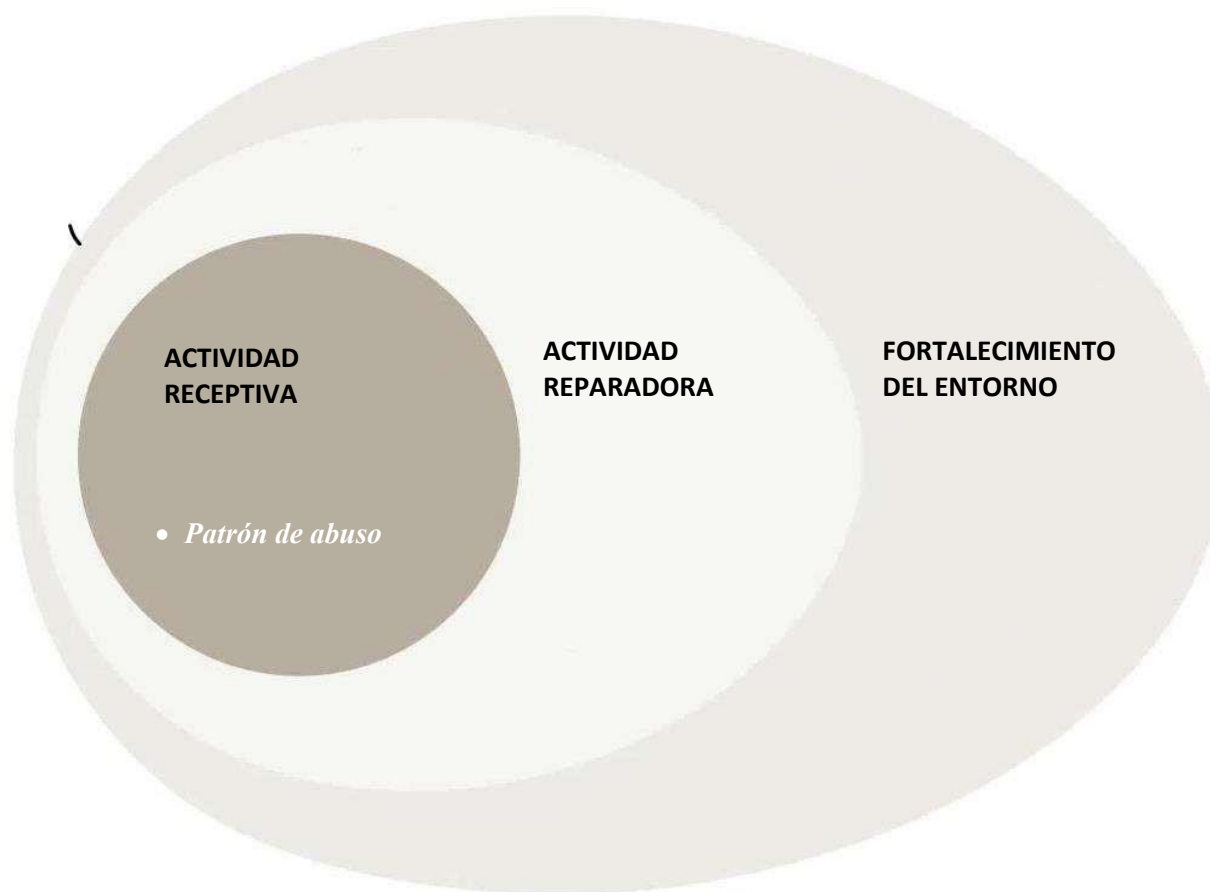 ACTIVIDAD
RECEPTIVA
• Patrón de abuso
ACTIVIDAD
REPARADORA
FORTALECIMIENTO
DEL ENTORNO